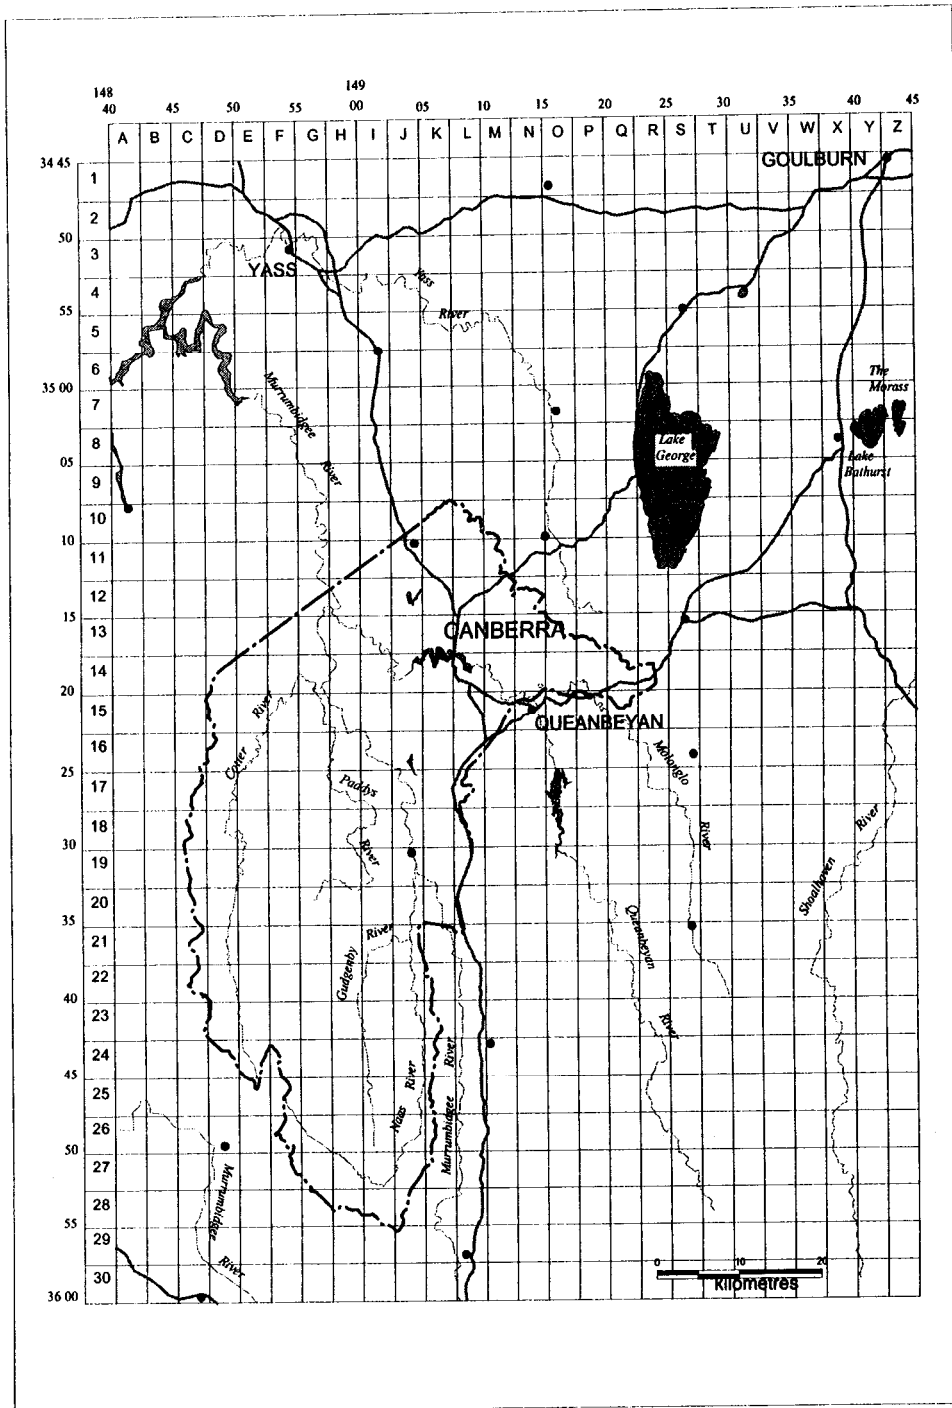 148
149
40 45 50 55 00 05 10 15 20 25 30 35 40 45
A B C D E F G H I J K L M N O P Q R S T U V W X Y Z
34 45
1
2
50
3
4
55
5
6
35 00
7
8
05
9
10
10
11
12
15
13
14
20
15
16
25
17
18
30
19
20
35
21
22
40
23
24
45
25
26
50
27
28
55
29
30
36 00
GOULBURN
YASS
Yass
River
Murrumbidgee
River
The
Morass
Lake
George
Lake
Bathurst
CANBERRA
QUEANBEYAN
Cotter
River
Paddys
River
Molonglo
River
Shoalhaven
River
Queanbeyan
River
Gudgenby
River
Naas
River
Murrumbidgee
River
Murrumbidgee
River
0 10 20
kilometres